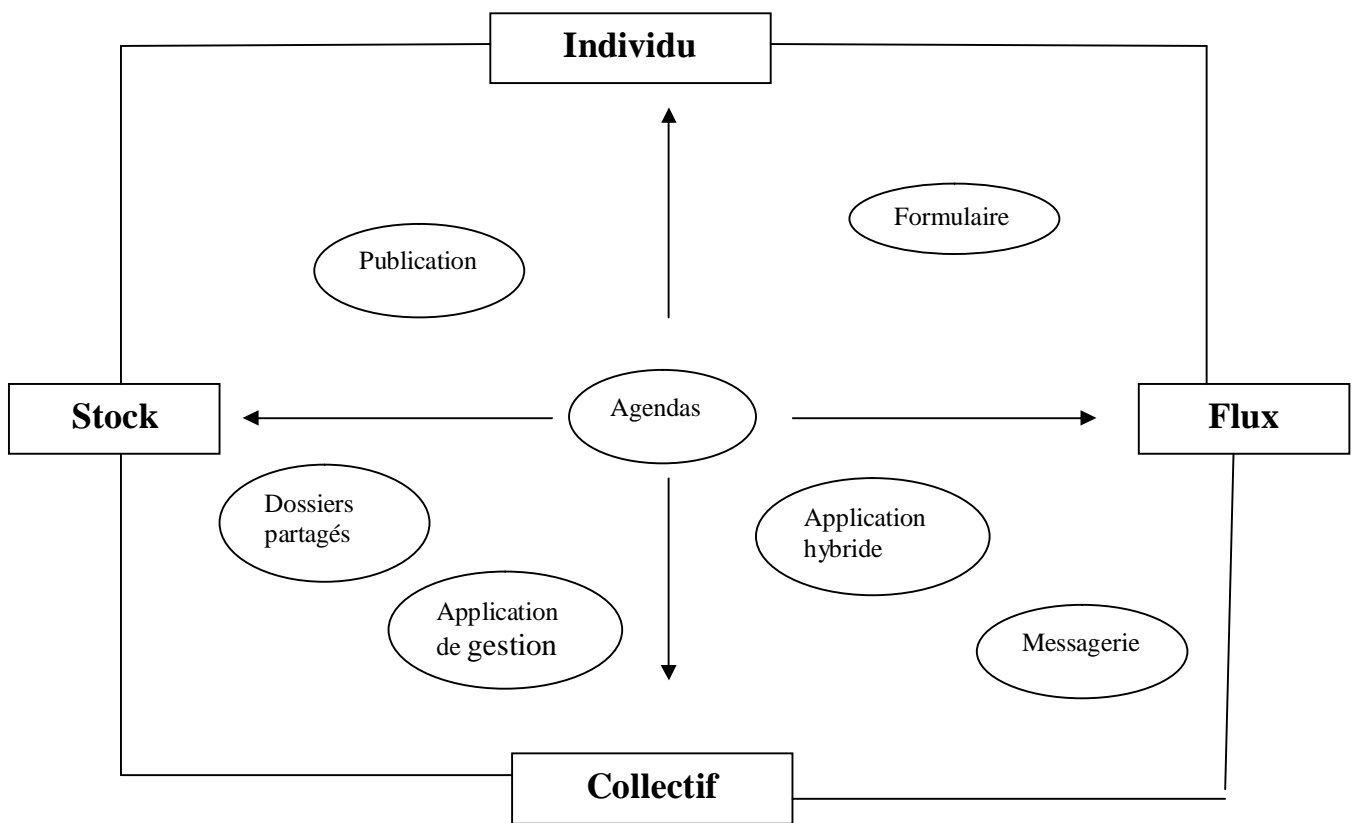 Individu
Formulaire
Publication
Stock
Agendas
Flux
Dossiers
partagés
Application
hybride
Application
de gestion
Messagerie
Collectif